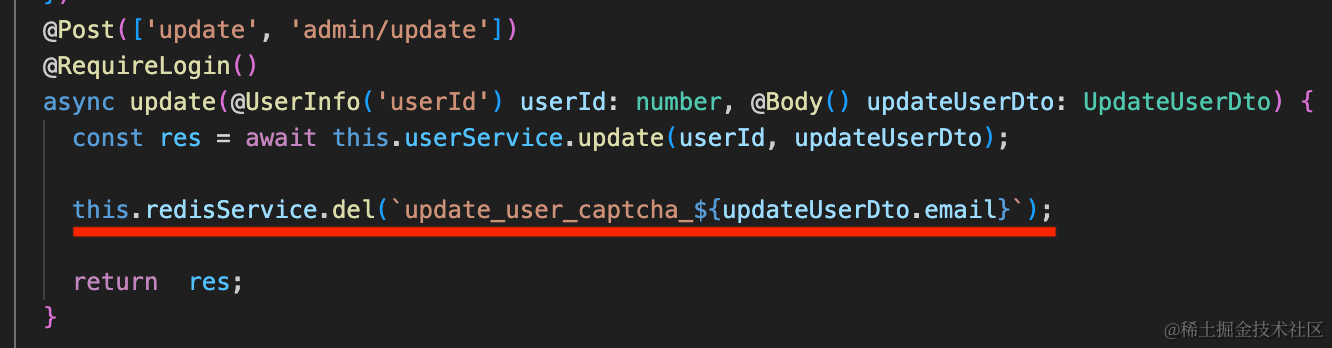 })
@Post(['update', 'admin/update'])
@RequireLogin()
async update(@UserInfo('userId') userId: number, @Body() updateUserDto: UpdateUserDto) {
const res = await this.userService.update(userId, updateUserDto);
this.redisService.del(`update_user_captcha_${updateUserDto.email}`);
return  res;
}
@稀土掘金技术社区